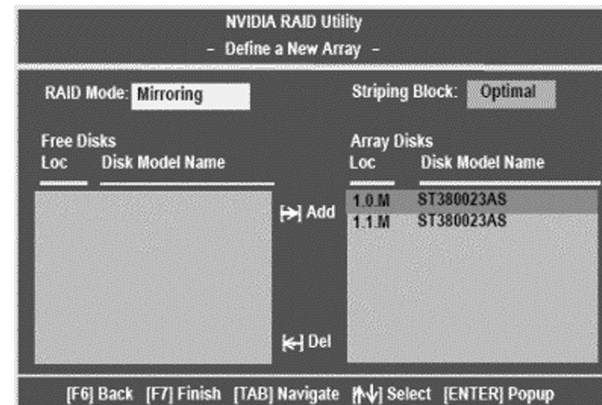 NVIDIA RAID Utility
- Define a New Array -
RAID Mode: Mirroring
Striping Block: Optimal
Free Disks
Loc Disk Model Name
Array Disks
Loc Disk Model Name
1.0.M ST380023AS
1.1.M ST380023AS
[→] Add
[←] Del
[F6] Back [F7] Finish [TAB] Navigate [↑↓] Select [ENTER] Popup